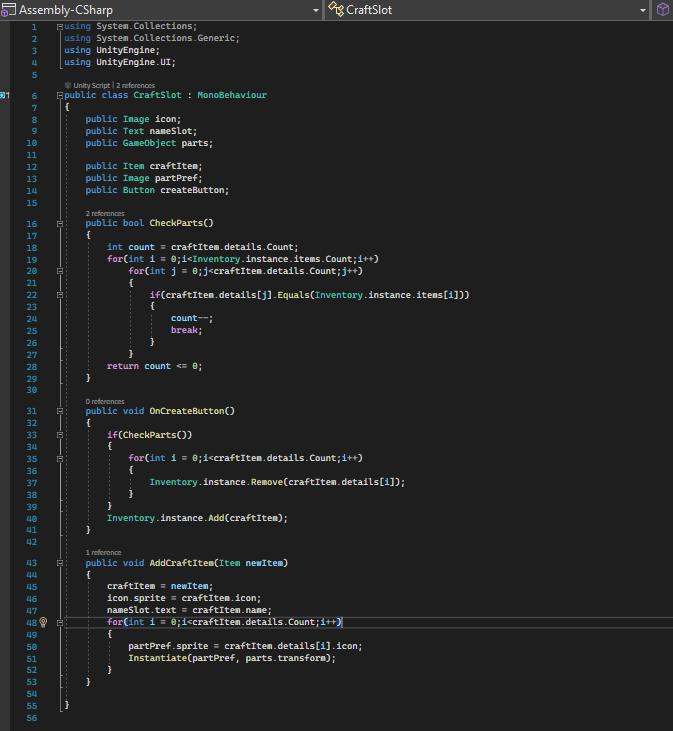 Assembly-CSharp CraftSlot
1 using System.Collections;
2 using System.Collections.Generic;
3 using UnityEngine;
4 using UnityEngine.UI;
5
Unity Script | 2 references
6 public class CraftSlot : MonoBehaviour
7 {
8 public Image icon;
9 public Text nameSlot;
10 public GameObject parts;
11
12 public Item craftItem;
13 public Image partPref;
14 public Button createButton;
15
2 references
16 public bool CheckParts()
17 {
18 int count = craftItem.details.Count;
19 for(int i = 0;i<Inventory.instance.items.Count;i++)
20 for(int j = 0;j<craftItem.details.Count;j++)
21 {
22 if(craftItem.details[j].Equals(Inventory.instance.items[i]))
23 {
24 count--;
25 break;
26 }
27 }
28 return count <= 0;
29 }
30
0 references
31 public void OnCreateButton()
32 {
33 if(CheckParts())
34 {
35 for(int i = 0;i<craftItem.details.Count;i++)
36 {
37 Inventory.instance.Remove(craftItem.details[i]);
38 }
39 }
40 Inventory.instance.Add(craftItem);
41 }
42
1 reference
43 public void AddCraftItem(Item newItem)
44 {
45 craftItem = newItem;
46 icon.sprite = craftItem.icon;
47 nameSlot.text = craftItem.name;
48 for(int i = 0;i<craftItem.details.Count;i++)
49 {
50 partPref.sprite = craftItem.details[i].icon;
51 Instantiate(partPref, parts.transform);
52 }
53 }
54
55 }
56